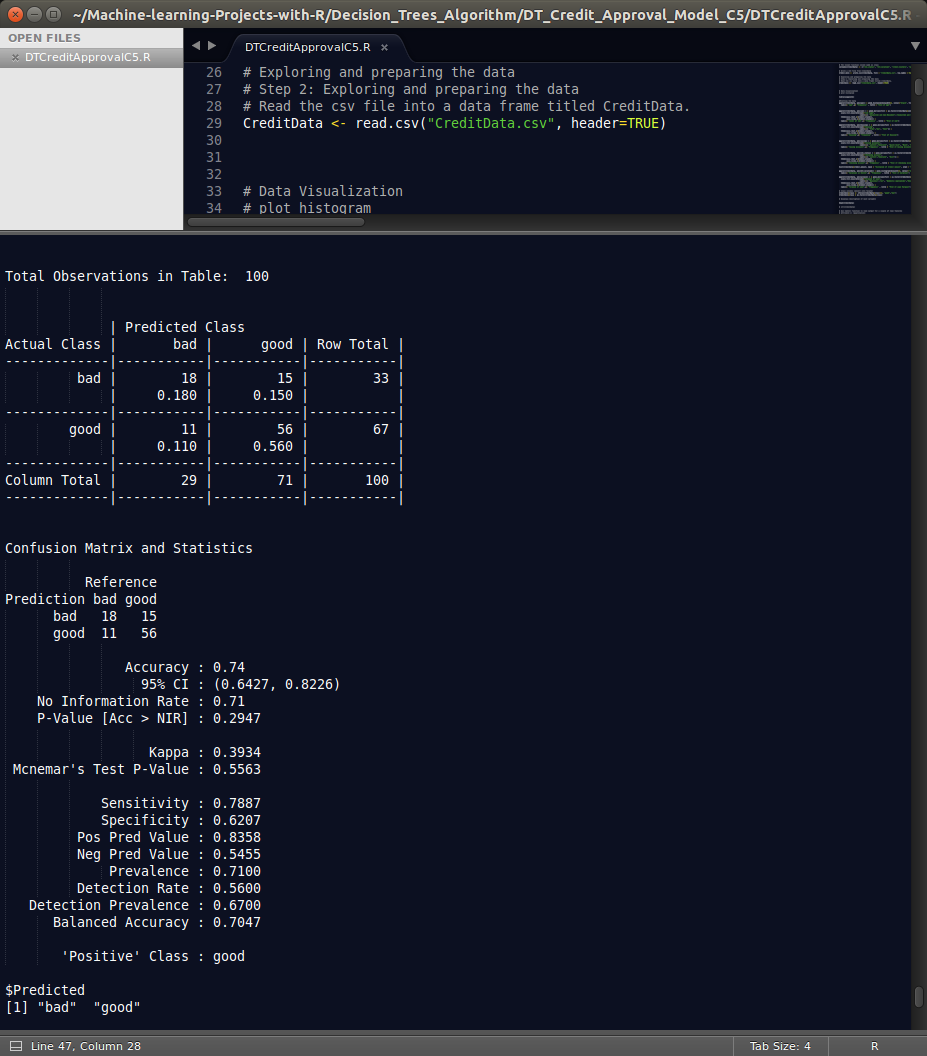 ~/Machine-learning-Projects-with-R/Decision_Trees_Algorithm/DT_Credit_Approval_Model_C5/DTCreditApprovalC5.R
OPEN FILES
DTCreditApprovalC5.R
DTCreditApprovalC5.R
26 # Exploring and preparing the data
27 # Step 2: Exploring and preparing the data
28 # Read the csv file into a data frame titled CreditData.
29 CreditData <- read.csv("CreditData.csv", header=TRUE)
30
31
32
33 # Data Visualization
34 # plot histogram
Total Observations in Table:  100
             | Predicted Class
Actual Class |       bad |      good | Row Total |
-------------|-----------|-----------|-----------|
         bad |        18 |        15 |        33 |
             |     0.180 |     0.150 |           |
-------------|-----------|-----------|-----------|
        good |        11 |        56 |        67 |
             |     0.110 |     0.560 |           |
-------------|-----------|-----------|-----------|
Column Total |        29 |        71 |       100 |
-------------|-----------|-----------|-----------|
Confusion Matrix and Statistics
          Reference
Prediction bad good
      bad   18   15
      good  11   56
               Accuracy : 0.74
                 95% CI : (0.6427, 0.8226)
    No Information Rate : 0.71
    P-Value [Acc > NIR] : 0.2947
                  Kappa : 0.3934
 Mcnemar's Test P-Value : 0.5563
            Sensitivity : 0.7887
            Specificity : 0.6207
         Pos Pred Value : 0.8358
         Neg Pred Value : 0.5455
             Prevalence : 0.7100
         Detection Rate : 0.5600
   Detection Prevalence : 0.6700
      Balanced Accuracy : 0.7047
       'Positive' Class : good
$Predicted
[1] "bad"  "good"
Line 47, Column 28
Tab Size: 4
R